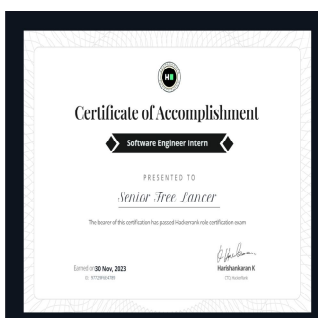 H
Certificate of Accomplishment
Software Engineer Intern
PRESENTED TO
Senior Free Lancer
The bearer of this certification has passed Hackerrank role certification exam
Earned on 30 Nov, 2023
Harishankaran K